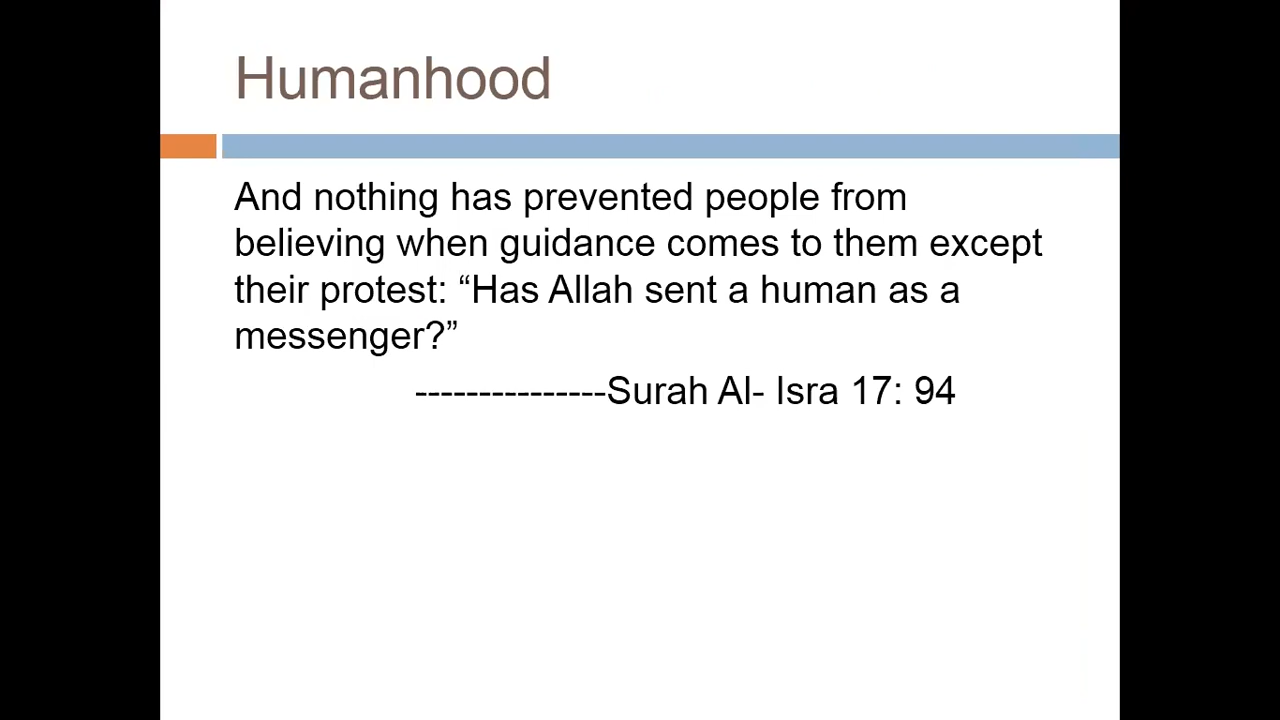 Humanhood
And nothing has prevented people from
believing when guidance comes to them except
their protest: “Has Allah sent a human as a
messenger?”
---------------Surah Al- Isra 17: 94